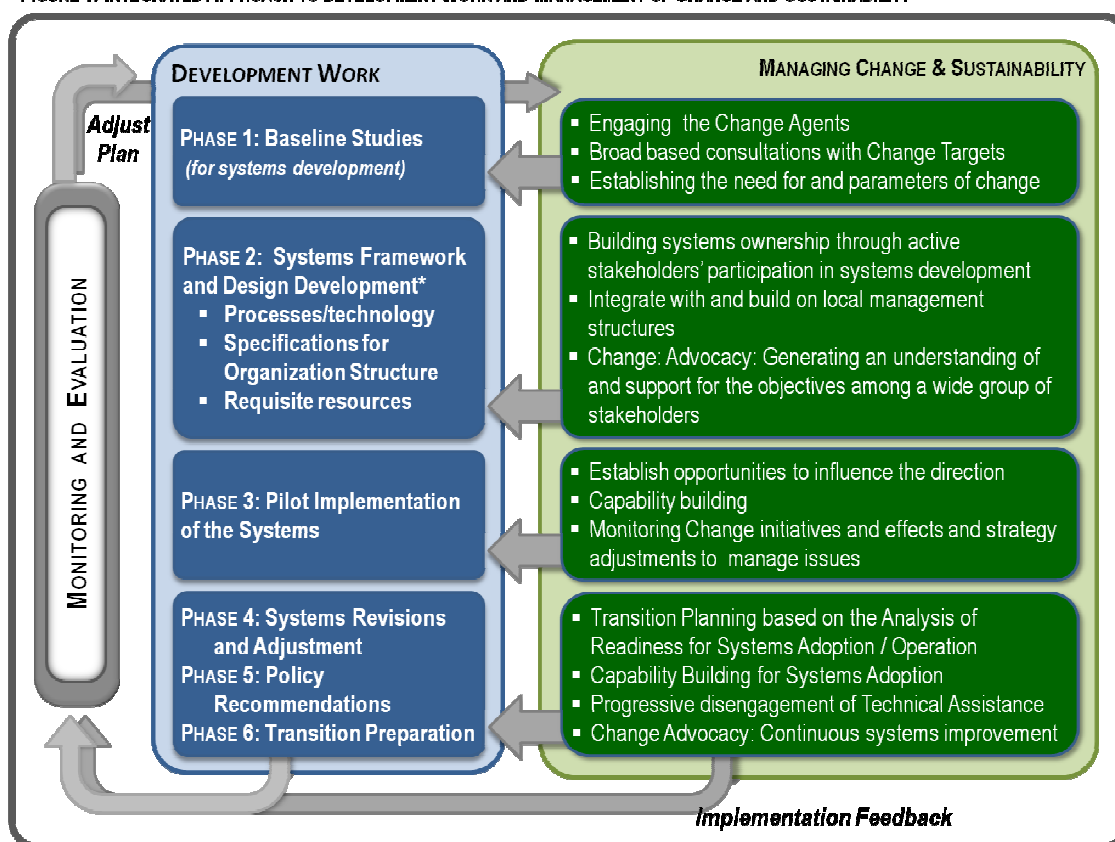 DEVELOPMENT WORK
MANAGING CHANGE & SUSTAINABILITY
Adjust
Plan
MONITORING AND EVALUATION
PHASE 1: Baseline Studies
(for systems development)
▪ Engaging the Change Agents
▪ Broad based consultations with Change Targets
▪ Establishing the need for and parameters of change
PHASE 2: Systems Framework
and Design Development*
▪ Processes/technology
▪ Specifications for
Organization Structure
▪ Requisite resources
▪ Building systems ownership through active
stakeholders' participation in systems development
▪ Integrate with and build on local management
structures
▪ Change: Advocacy: Generating an understanding of
and support for the objectives among a wide group of
stakeholders
PHASE 3: Pilot Implementation
of the Systems
▪ Establish opportunities to influence the direction
▪ Capability building
▪ Monitoring Change initiatives and effects and strategy
adjustments to manage issues
PHASE 4: Systems Revisions
and Adjustment
PHASE 5: Policy
Recommendations
PHASE 6: Transition Preparation
▪ Transition Planning based on the Analysis of
Readiness for Systems Adoption / Operation
▪ Capability Building for Systems Adoption
▪ Progressive disengagement of Technical Assistance
▪ Change Advocacy: Continuous systems improvement
Implementation Feedback